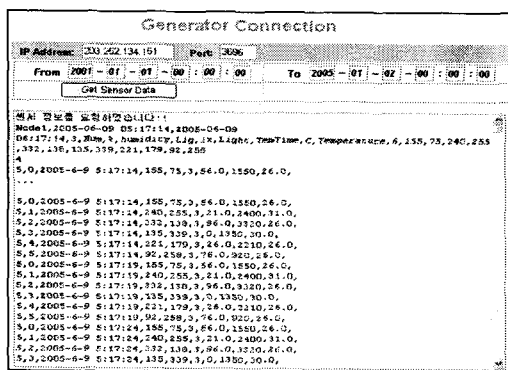 Generator Connection
IP Address: 203.252.134.151 Port: 3096
From 2001 - 01 - 01 - 00 : 00 : 00 To 2005 - 01 - 02 - 00 : 00 : 00
Get Sensor Data
센서 정보를 요청하였습니다!!
Node1,2005-06-09 05:17:14,2005-06-09
06:17:14,3,Hum,%,humidity,Lig,lx,Light,TemTime,C,Temperature,6,155,75,240,255
,332,138,135,339,221,179,92,258
4
5,0,2005-6-9 5:17:14,155,75,3,56.0,1550,26.0,
...
5,0,2005-6-9 5:17:14,155,75,3,56.0,1550,26.0,
5,1,2005-6-9 5:17:14,240,255,3,21.0,2400,31.0,
5,2,2005-6-9 5:17:14,332,138,3,96.0,3320,26.0,
5,3,2005-6-9 5:17:14,135,339,3,0,1350,30.0,
5,4,2005-6-9 5:17:14,221,179,3,26.0,2210,26.0,
5,5,2005-6-9 5:17:14,92,258,3,76.0,920,26.0,
5,0,2005-6-9 5:17:19,155,75,3,56.0,1550,26.0,
5,1,2005-6-9 5:17:19,240,255,3,21.0,2400,31.0,
5,2,2005-6-9 5:17:19,332,138,3,96.0,3320,26.0,
5,3,2005-6-9 5:17:19,135,339,3,0,1350,30.0,
5,4,2005-6-9 5:17:19,221,179,3,26.0,2210,26.0,
5,5,2005-6-9 5:17:19,92,258,3,76.0,920,26.0,
5,0,2005-6-9 5:17:24,155,75,3,56.0,1550,26.0,
5,1,2005-6-9 5:17:24,240,255,3,21.0,2400,31.0,
5,2,2005-6-9 5:17:24,332,138,3,96.0,3320,26.0,
5,3,2005-6-9 5:17:24,135,339,3,0,1350,30.0,